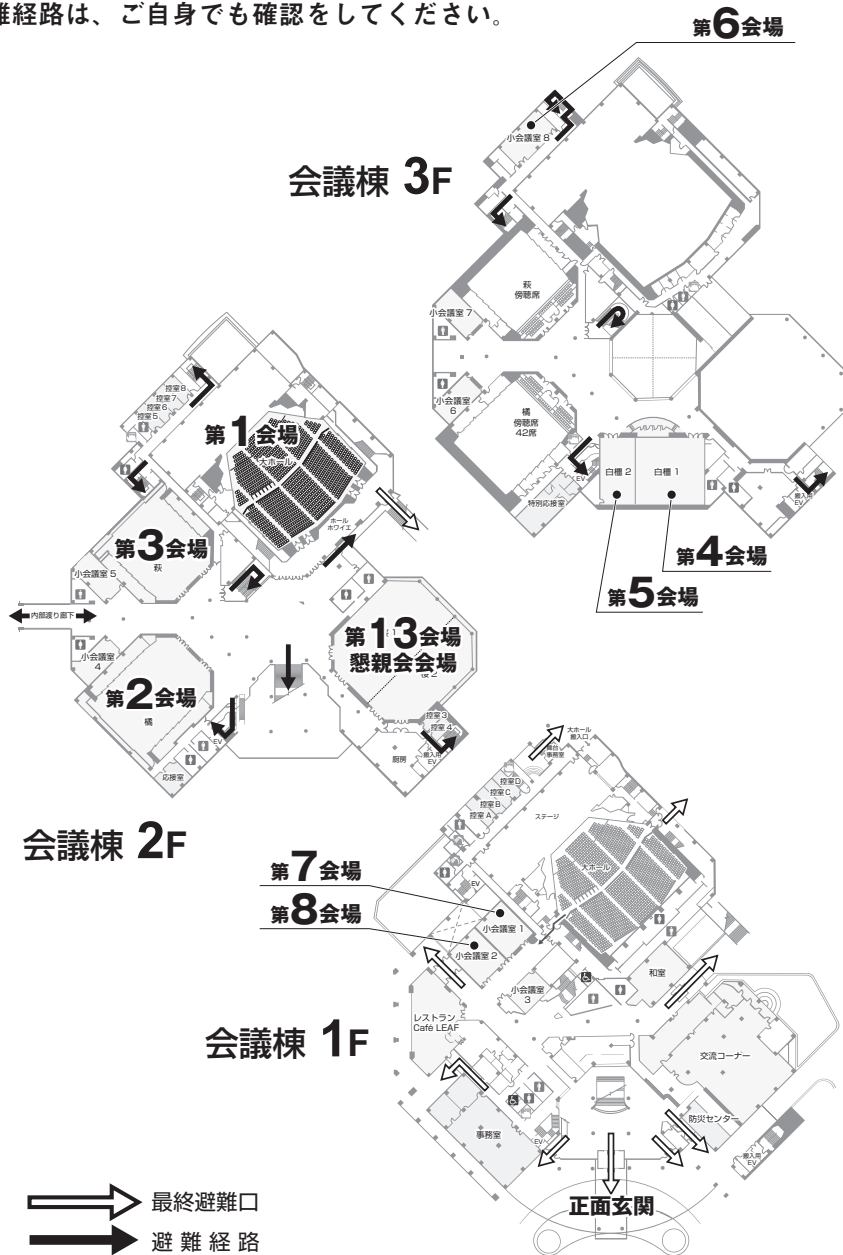 難経路は、ご自身でも確認をしてください。
第6会場
小会議室 8
会議棟 3F
萩
傍聴席
小会議室 7
小会議室
6
橘
傍聴席
42席
EV
特別応接室
白橿 2
白橿 1
搬入用
EV
第4会場
第5会場
控室8
控室7
控室6
控室5
第1会場
大ホール
ホール
ホワイエ
第3会場
萩
小会議室 5
内部渡り廊下
小会議室
4
第2会場
橘
EV
応接室
第13会場
懇親会会場
控室3
控室 4
搬入用
EV
厨房
会議棟 2F
大ホール
搬入口
舞台
事務室
控室D
控室C
控室B
控室 A
ステージ
大ホール
EV
第7会場
第8会場
小会議室 1
小会議室 2
小会議室
3
和室
レストラン
Café LEAF
交流コーナー
会議棟 1F
防災センター
事務室
EV
搬入用
EV
正面玄関
最終避難口
避難経路